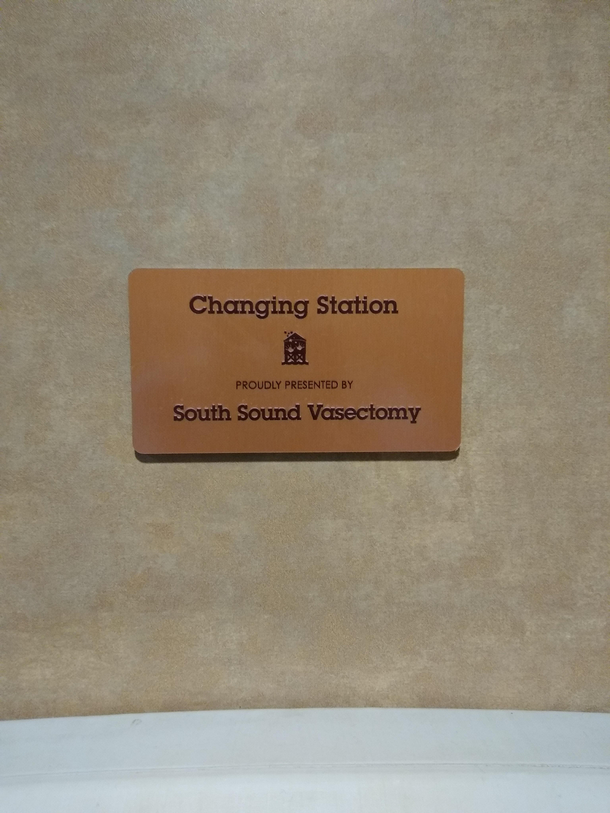 Changing Station
PROUDLY PRESENTED BY
South Sound Vasectomy